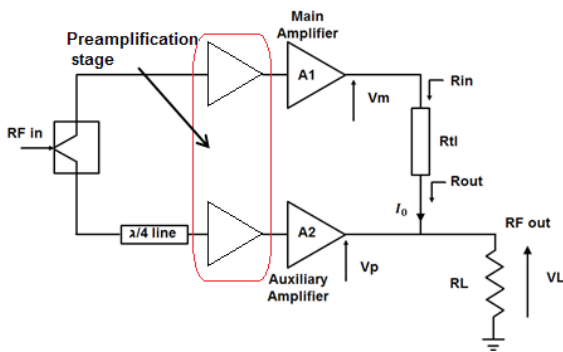 Main
Amplifier
Preamplification
stage
A1
Rin
Vm
RF in
Rtl
Rout
I₀
RF out
λ/4 line
A2
Auxiliary
Amplifier
Vp
RL
VL